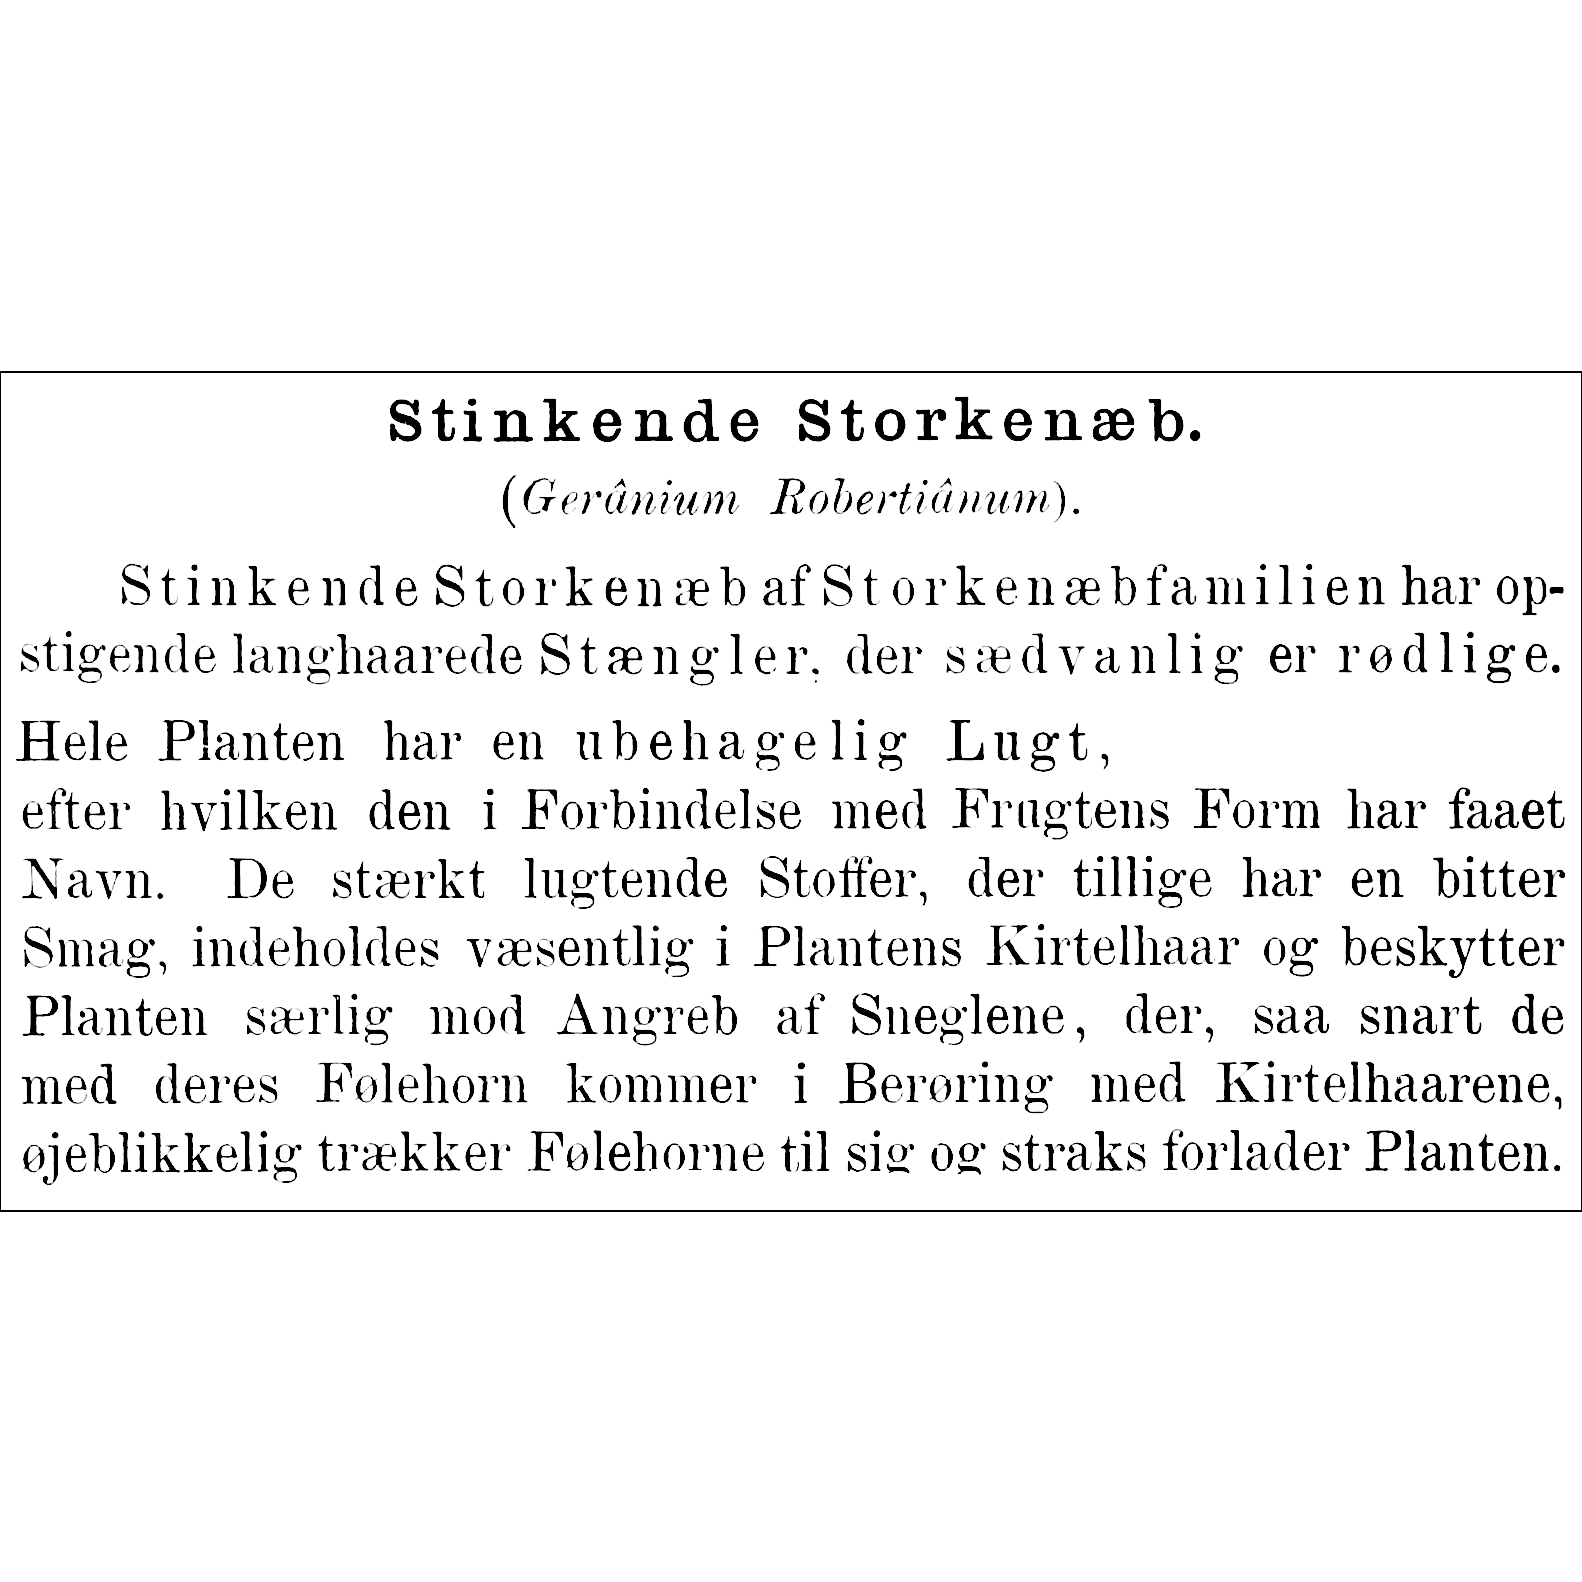 Stinkende Storkenæb.
(Gerânium Robertiânum).
Stinkende Storkenæb af Storkenæbfamilien har op-
stigende langhaarede Stængler, der sædvanlig er rødlige.
Hele Planten har en ubehagelig Lugt,
efter hvilken den i Forbindelse med Frugtens Form har faaet
Navn. De stærkt lugtende Stoffer, der tillige har en bitter
Smag, indeholdes væsentlig i Plantens Kirtelhaar og beskytter
Planten særlig mod Angreb af Sneglene, der, saa snart de
med deres Følehorn kommer i Berøring med Kirtelhaarene,
øjeblikkelig trækker Følehorne til sig og straks forlader Planten.